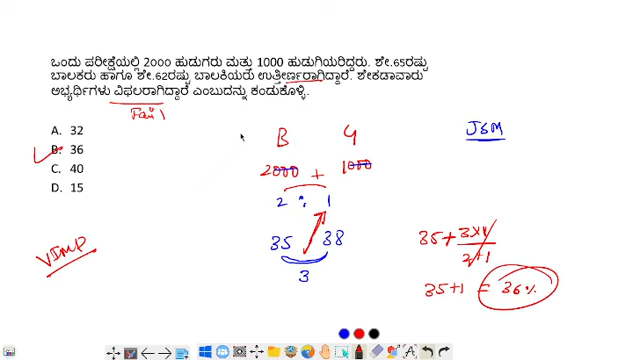 ಒಂದು ಪರೀಕ್ಷೆಯಲ್ಲಿ 2000 ಹುಡುಗರು ಮತ್ತು 1000 ಹುಡುಗಿಯರಿದ್ದರು. ಶೇ.65ರಷ್ಟು
ಬಾಲಕರು ಹಾಗೂ ಶೇ.62ರಷ್ಟು ಬಾಲಕಿಯರು ಉತ್ತೀರ್ಣರಾಗಿದ್ದಾರೆ. ಶೇಕಡಾವಾರು
ಅಭ್ಯರ್ಥಿಗಳು ವಿಫಲರಾಗಿದ್ದಾರೆ ಎಂಬುದನ್ನು ಕಂಡುಕೊಳ್ಳಿ.
Fail
A. 32
B. 36
C. 40
D. 15
JSM
B G
2000 + 1000
2 : 1
35 38
3
VIMP
35 + 3×1/2+1
35+1 = 36%